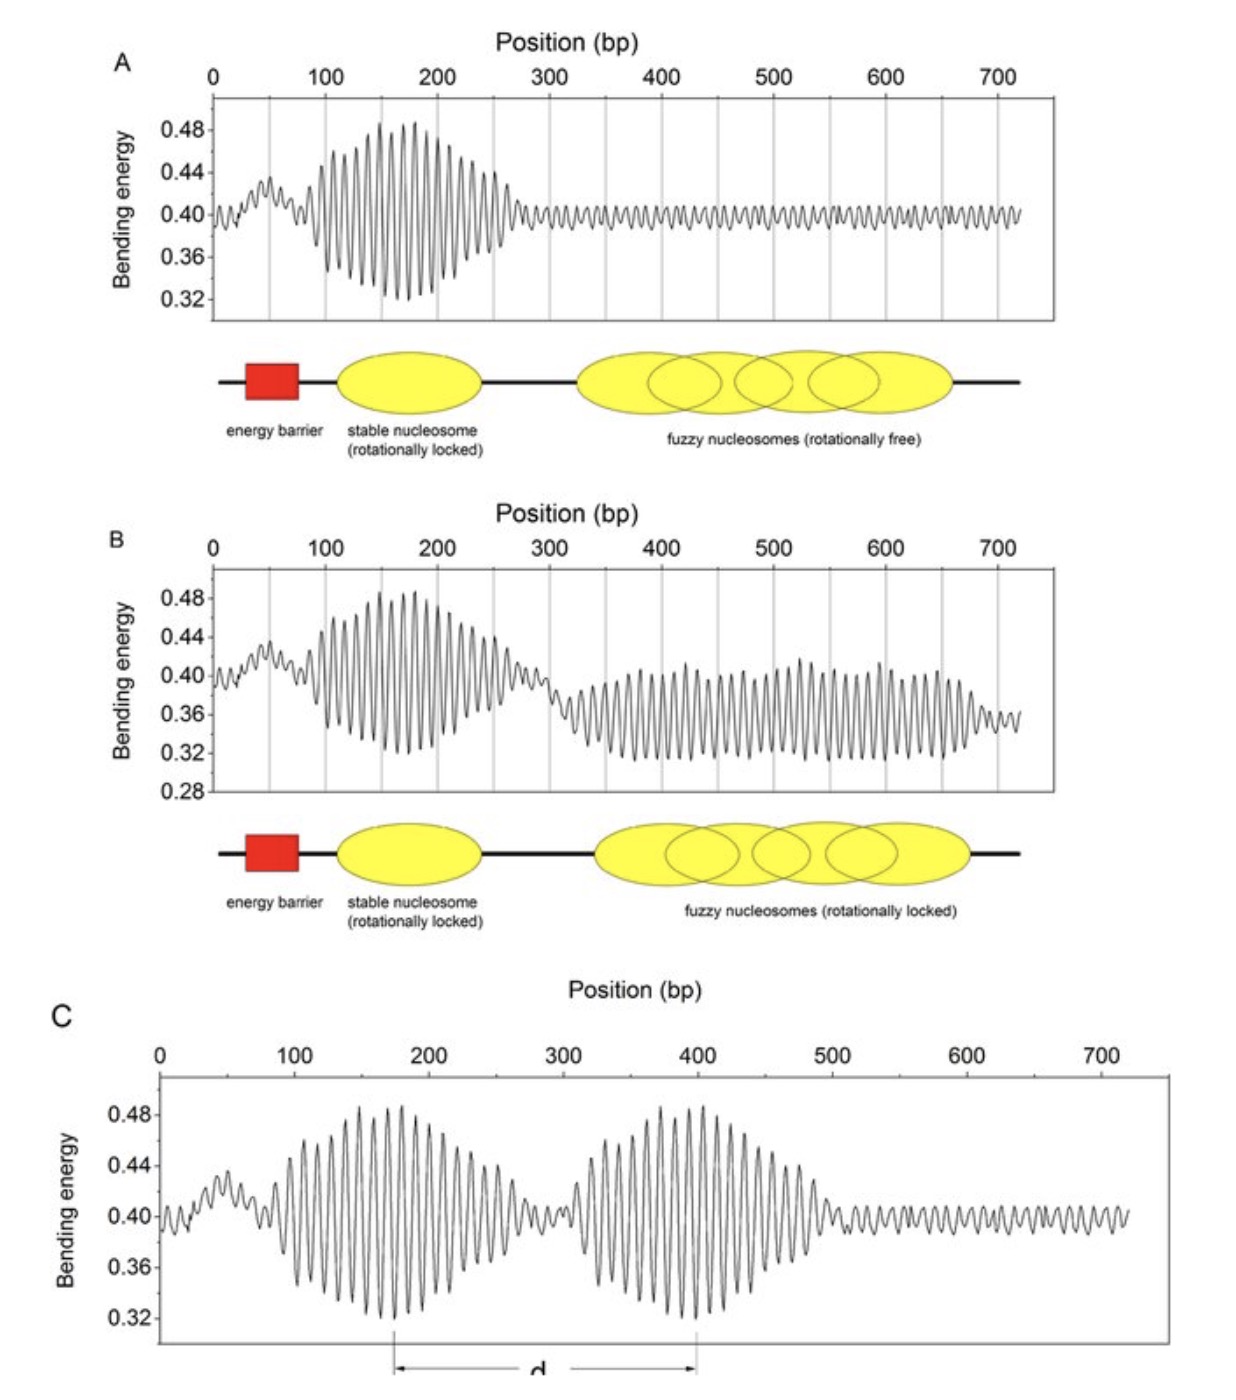 A
Position (bp)
0 100 200 300 400 500 600 700
Bending energy
0.48
0.44
0.40
0.36
0.32
energy barrier
stable nucleosome
(rotationally locked)
fuzzy nucleosomes (rotationally free)
B
Position (bp)
0 100 200 300 400 500 600 700
Bending energy
0.48
0.44
0.40
0.36
0.32
0.28
energy barrier
stable nucleosome
(rotationally locked)
fuzzy nucleosomes (rotationally locked)
C
Position (bp)
0 100 200 300 400 500 600 700
Bending energy
0.48
0.44
0.40
0.36
0.32
d